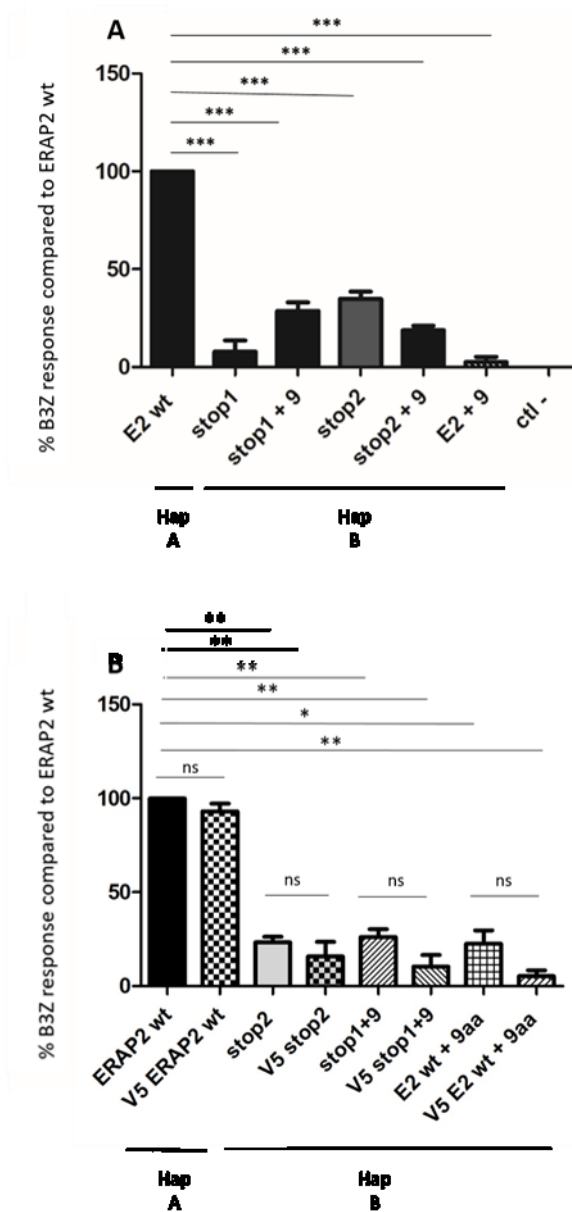 A
***
***
***
***
***
% B3Z response compared to ERAP2 wt
150
100
50
0
E2 wt
stop1
stop1 + 9
stop2
stop2 + 9
E2 + 9
ctl -
Hap
A
Hap
B
B
**
**
**
**
*
**
ns
ns
ns
ns
% B3Z response compared to ERAP2 wt
150
100
50
0
ERAP2 wt
V5 ERAP2 wt
stop2
V5 stop2
stop1+9
V5 stop1+9
E2 wt + 9aa
V5 E2 wt + 9aa
Hap
A
Hap
B